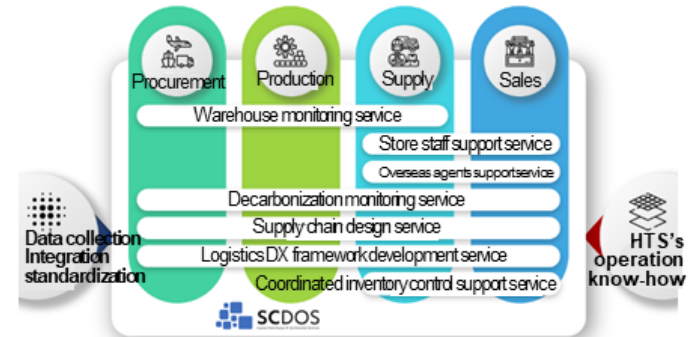 Procurement
Production
Supply
Sales
Warehouse monitoring service
Store staff support service
Overseas agents support service
Decarbonization monitoring service
Supply chain design service
Logistics DX framework development service
Coordinated inventory control support service
Data collection
Integration
standardization
HTS's
operation
know-how
SCDOS